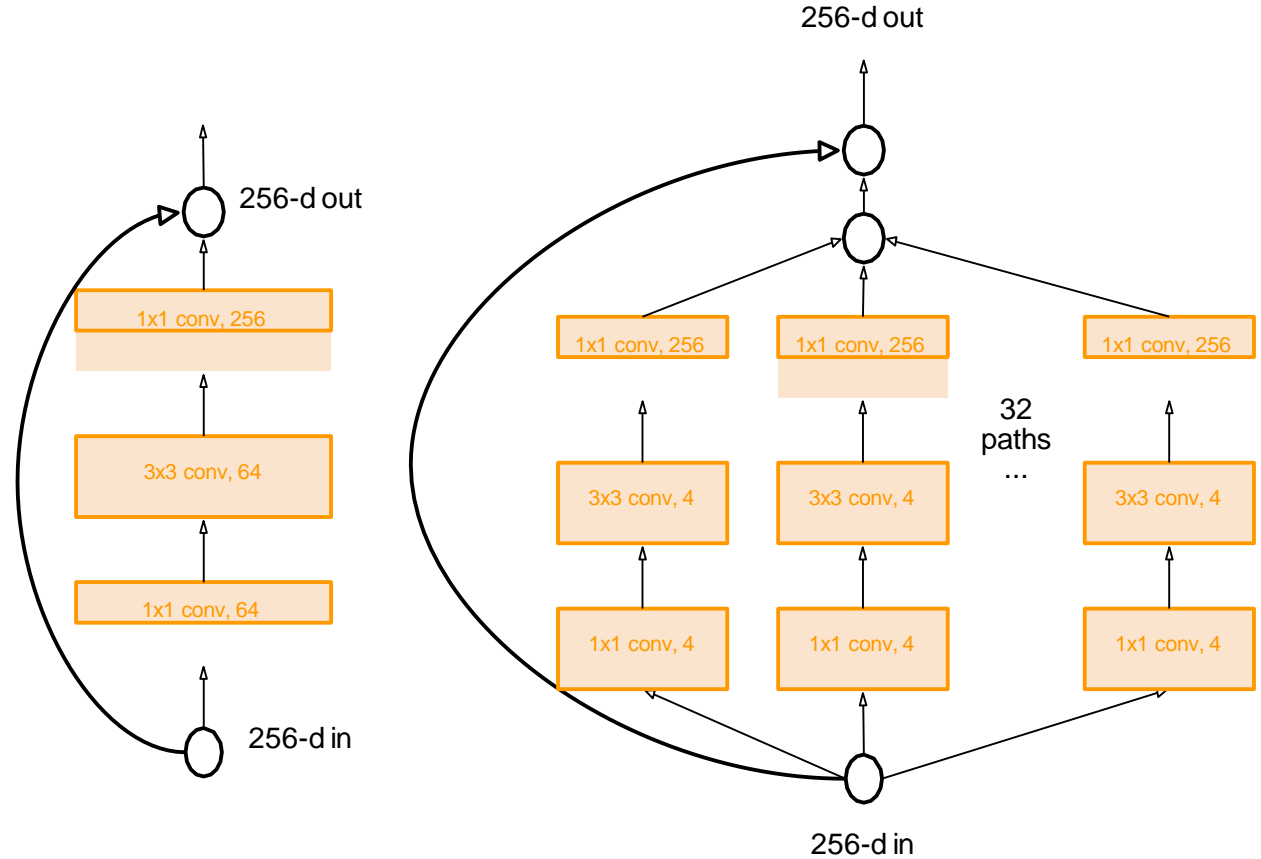 256-d out
1x1 conv, 256
3x3 conv, 64
1x1 conv, 64
256-d in
256-d out
1x1 conv, 256
1x1 conv, 256
1x1 conv, 256
32
paths
...
3x3 conv, 4
3x3 conv, 4
3x3 conv, 4
1x1 conv, 4
1x1 conv, 4
1x1 conv, 4
256-d in